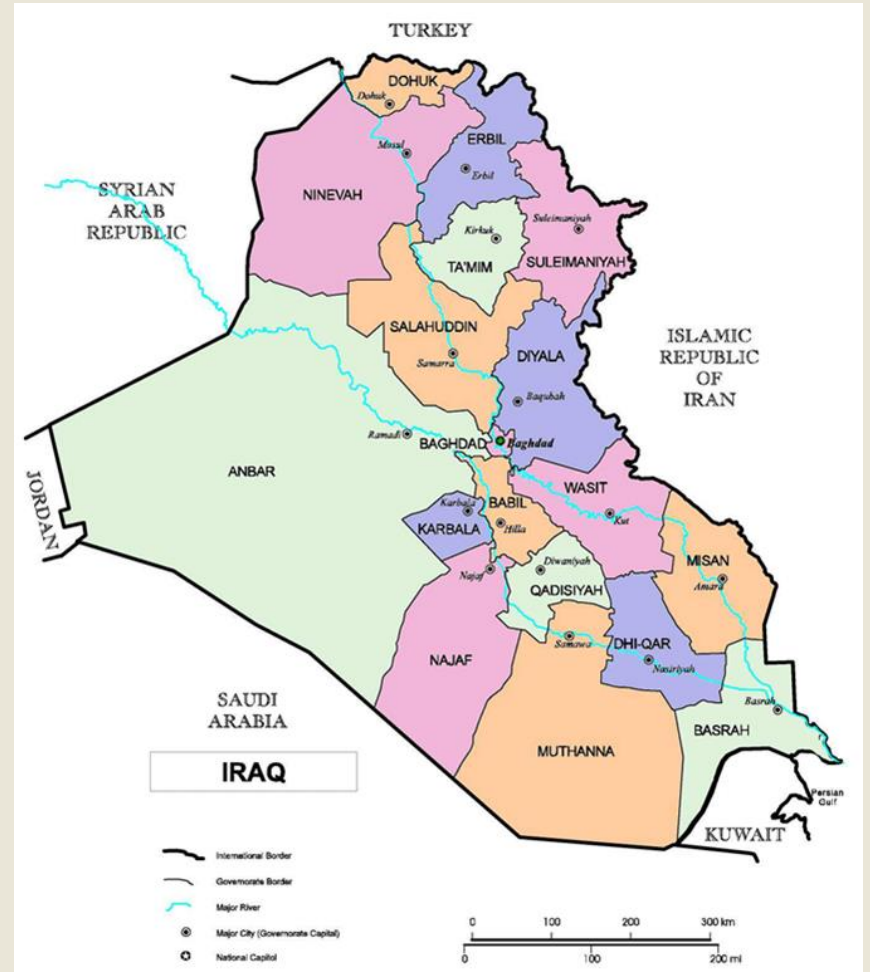 TURKEY
DOHUK
Dohuk
ERBIL
Mosul
Erbil
NINEVAH
SYRIAN
ARAB
REPUBLIC
Suleimaniyah
Kirkuk
TA'MIM
SULEIMANIYAH
SALAHUDDIN
DIYALA
Samarra
ISLAMIC
REPUBLIC
OF
IRAN
Baqubah
Ramadi
BAGHDAD
Baghdad
ANBAR
JORDAN
WASIT
Karbala
BABIL
Kut
KARBALA
Hilla
MISAN
Najaf
Diwaniyah
QADISIYAH
Amara
Samawa
DHI-QAR
NAJAF
Nasiriyah
SAUDI
ARABIA
Basrah
BASRAH
MUTHANNA
IRAQ
Persian
Gulf
KUWAIT
International Border
Governorate Border
Major River
Major City (Governorate Capital)
National Capitol
0 100 200 300 km
0 100 200 mi